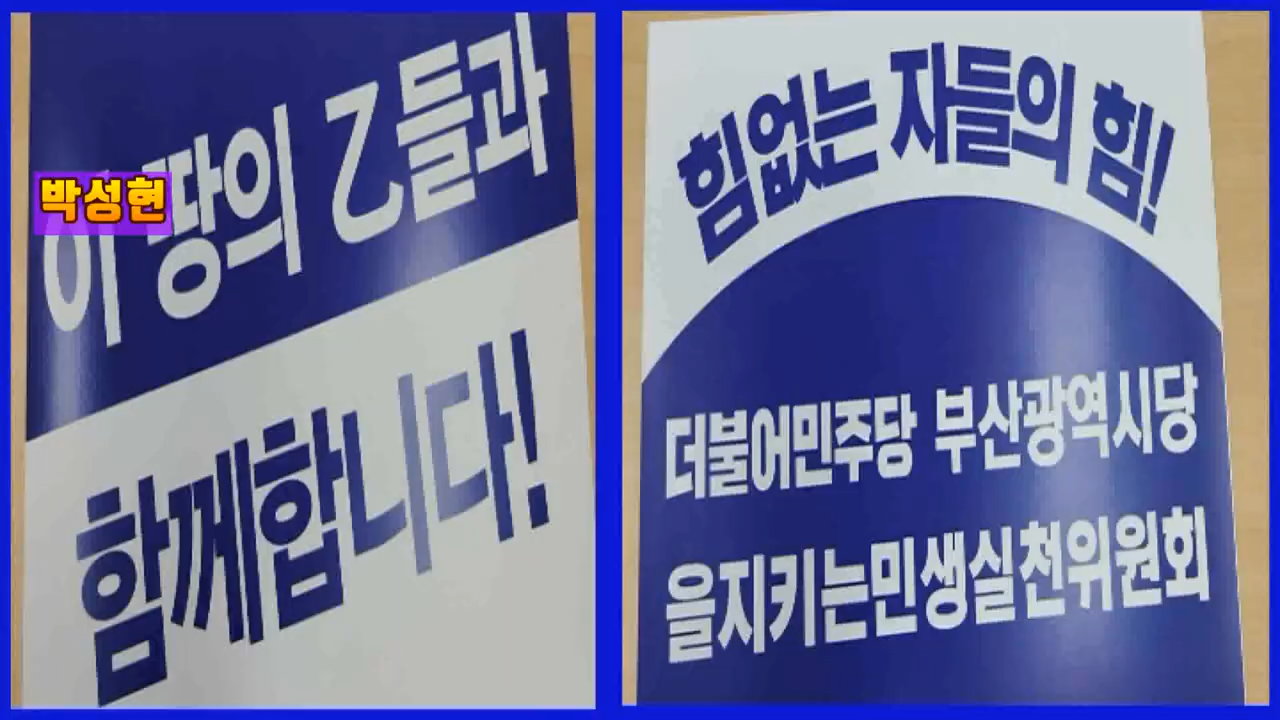 박성현
이 땅의 乙들과
함께합니다!
힘없는 자들의 힘!
더불어민주당 부산광역시당
을지키는민생실천위원회